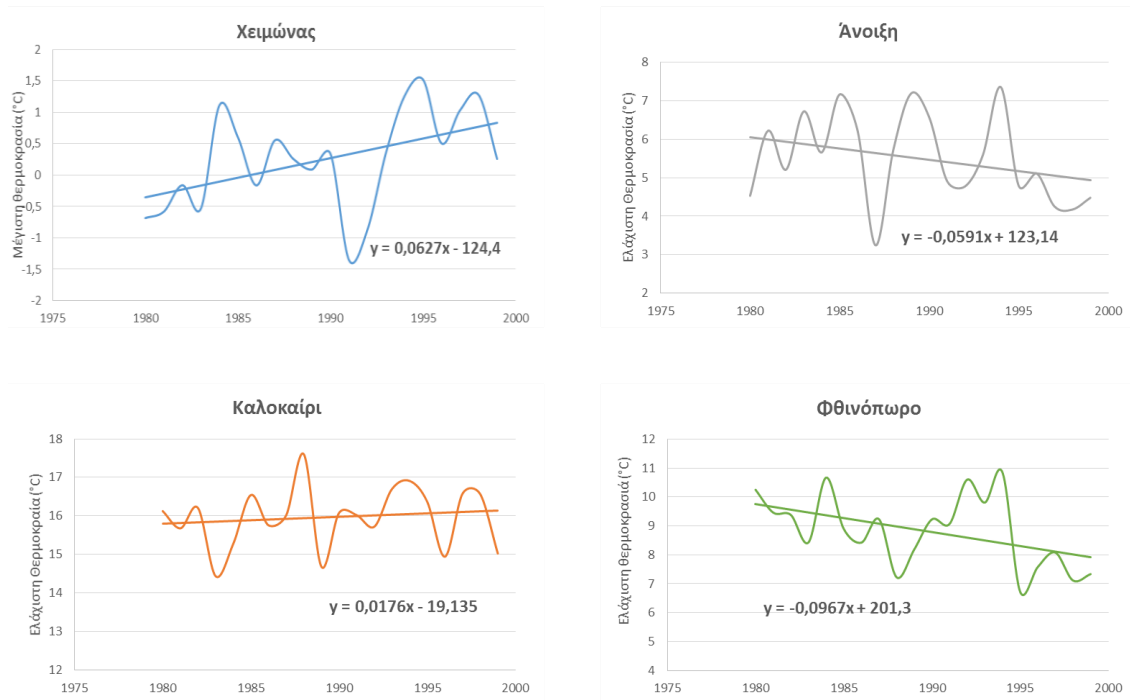 Χειμώνας
Μέγιστη θερμοκρασία (°C)
2
1,5
1
0,5
0
-0,5
-1
-1,5
-2
y = 0,0627x - 124,4
1975 1980 1985 1990 1995 2000
Άνοιξη
Ελάχιστη Θερμοκρασία (°C)
8
7
6
5
4
3
2
y = -0,0591x + 123,14
1975 1980 1985 1990 1995 2000
Καλοκαίρι
Ελάχιστη Θερμοκραία (°C)
18
17
16
15
14
13
12
y = 0,0176x - 19,135
1975 1980 1985 1990 1995 2000
Φθινόπωρο
Ελάχιστη Θερμοκρασιά (°C)
12
11
10
9
8
7
6
5
4
y = -0,0967x + 201,3
1975 1980 1985 1990 1995 2000